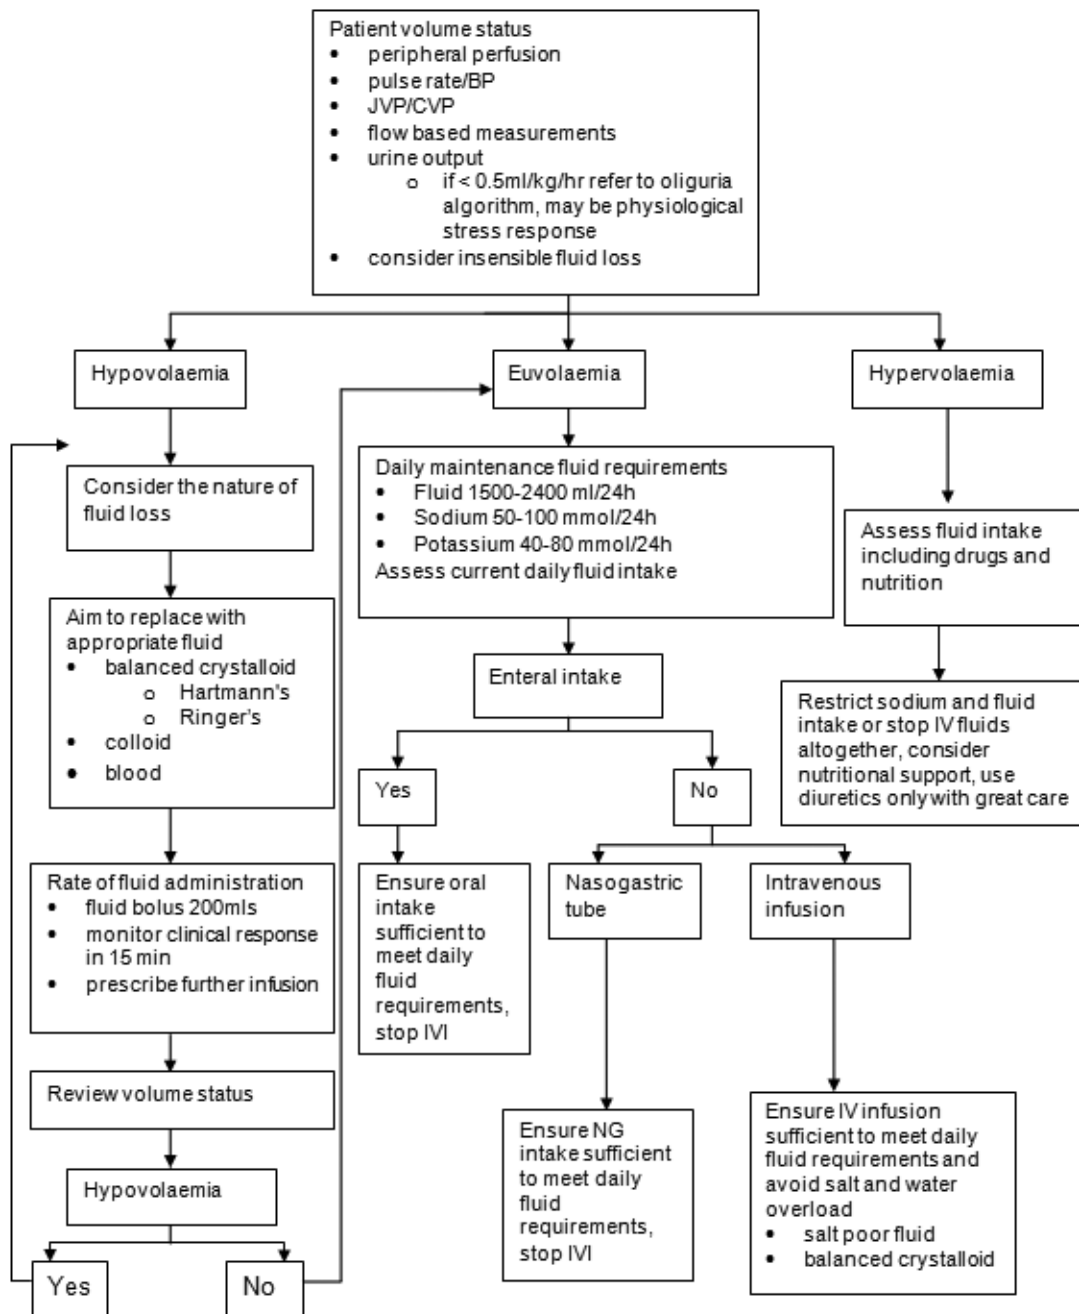 Patient volume status
• peripheral perfusion
• pulse rate/BP
• JVP/CVP
• flow based measurements
• urine output
o if < 0.5ml/kg/hr refer to oliguria
algorithm, may be physiological
stress response
• consider insensible fluid loss
Hypovolaemia
Euvolaemia
Hypervolaemia
Consider the nature of
fluid loss
Aim to replace with
appropriate fluid
• balanced crystalloid
o Hartmann's
o Ringer's
• colloid
• blood
Rate of fluid administration
• fluid bolus 200mls
• monitor clinical response
in 15 min
• prescribe further infusion
Review volume status
Hypovolaemia
Yes
No
Daily maintenance fluid requirements
• Fluid 1500-2400 ml/24h
• Sodium 50-100 mmol/24h
• Potassium 40-80 mmol/24h
Assess current daily fluid intake
Enteral intake
Yes
No
Ensure oral
intake
sufficient to
meet daily
fluid
requirements,
stop IVI
Nasogastric
tube
Intravenous
infusion
Ensure NG
intake sufficient
to meet daily
fluid
requirements,
stop IVI
Ensure IV infusion
sufficient to meet daily
fluid requirements and
avoid salt and water
overload
• salt poor fluid
• balanced crystalloid
Assess fluid intake
including drugs and
nutrition
Restrict sodium and fluid
intake or stop IV fluids
altogether, consider
nutritional support, use
diuretics only with great care